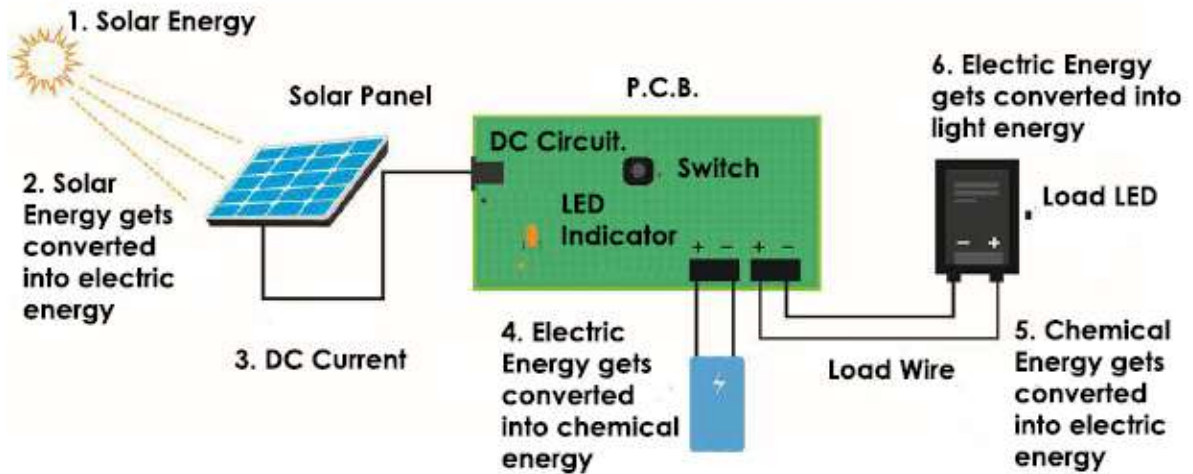 1. Solar Energy
Solar Panel
2. Solar
Energy gets
converted
into electric
energy
3. DC Current
P.C.B.
DC Circuit.
Switch
LED
Indicator
+ − + −
4. Electric
Energy gets
converted
into chemical
energy
6. Electric Energy
gets converted into
light energy
Load LED
− +
Load Wire
5. Chemical
Energy gets
converted
into electric
energy